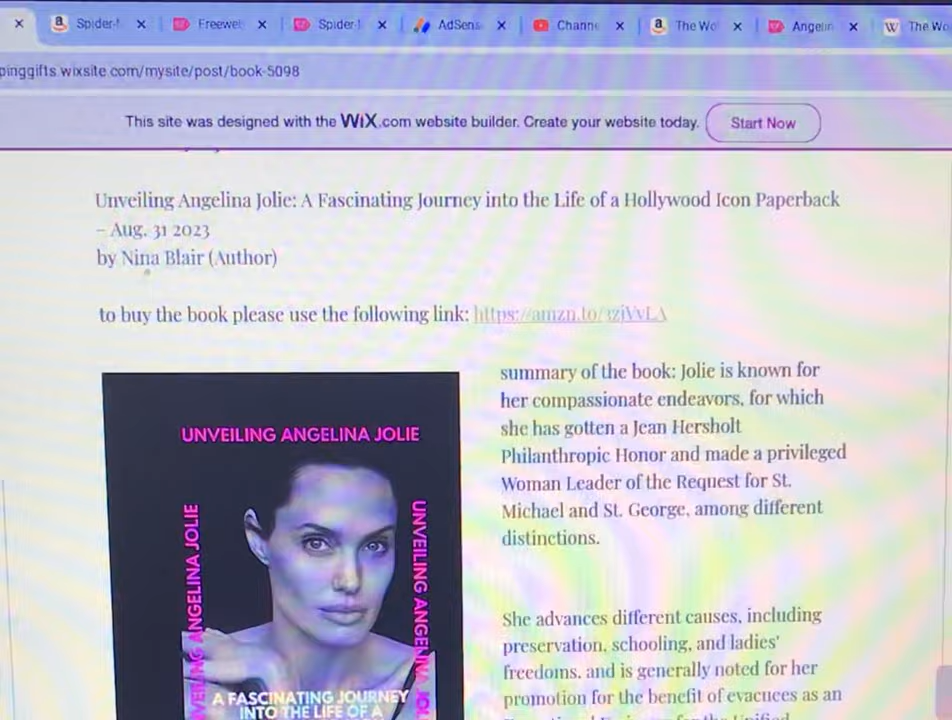 Spider-
Freewe
Spider-
AdSens
Channe
The Wo
Angelin
The Wo
pinggifts.wixsite.com/mysite/post/book-5098
This site was designed with the WiX.com website builder. Create your website today.
Start Now
Unveiling Angelina Jolie: A Fascinating Journey into the Life of a Hollywood Icon Paperback
– Aug. 31 2023
by Nina Blair (Author)
to buy the book please use the following link:
UNVEILING ANGELINA JOLIE
UNVEILING ANGELINA JOLIE
A FASCINATING JOURNEY
INTO THE LIFE OF A
summary of the book: Jolie is known for
her compassionate endeavors, for which
she has gotten a Jean Hersholt
Philanthropic Honor and made a privileged
Woman Leader of the Request for St.
Michael and St. George, among different
distinctions.
She advances different causes, including
preservation, schooling, and ladies'
freedoms, and is generally noted for her
promotion for the benefit of evacuees as an